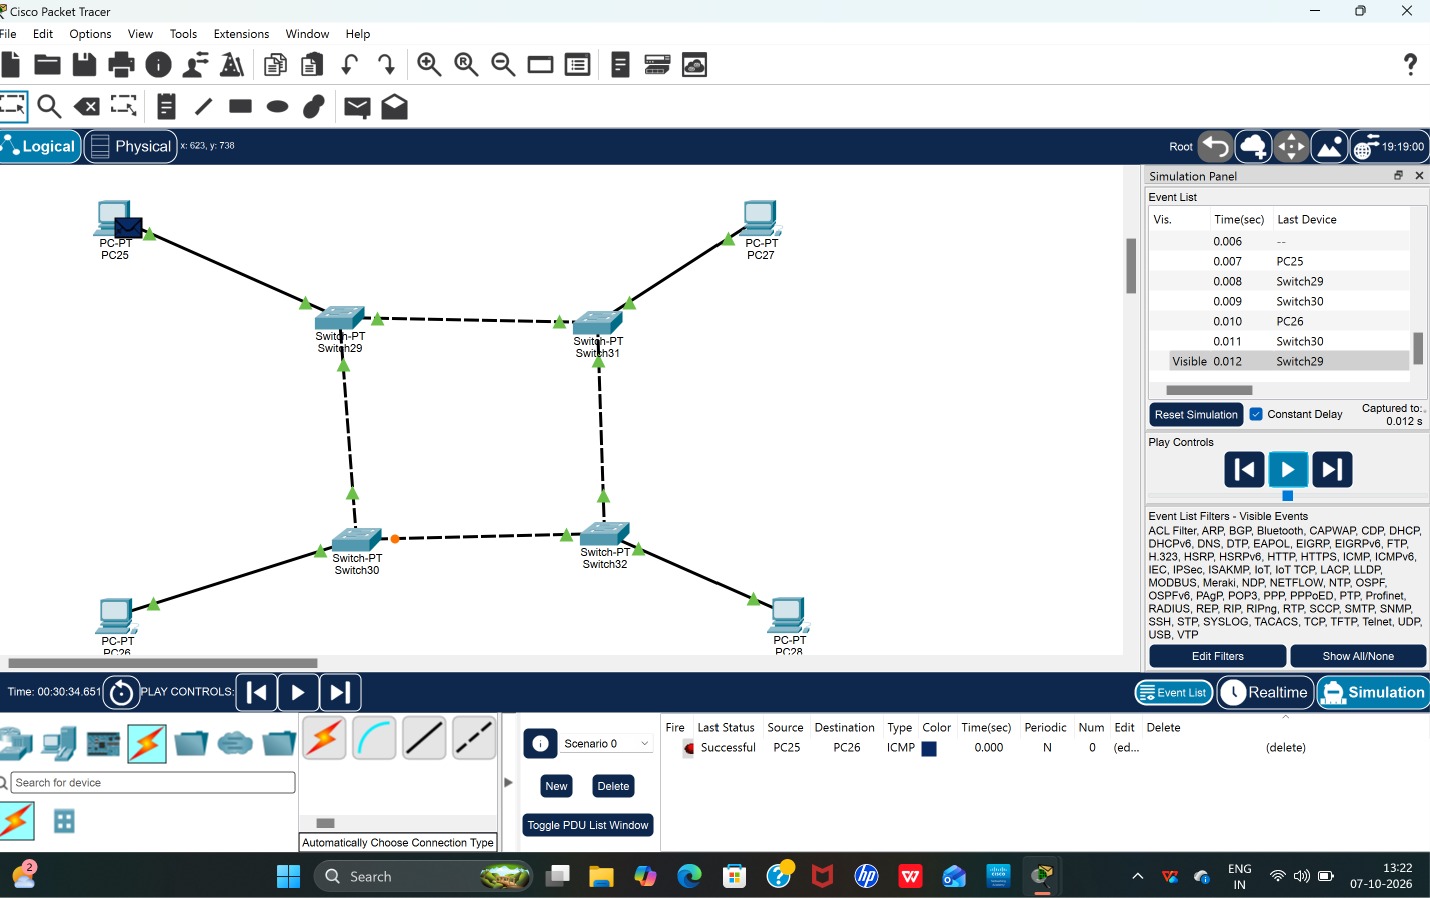 Cisco Packet Tracer
File Edit Options View Tools Extensions Window Help
Logical Physical x: 623, y: 738 Root 19:19:00
PC-PT
PC25
PC-PT
PC27
Switch-PT
Switch29
Switch-PT
Switch31
Switch-PT
Switch30
Switch-PT
Switch32
PC-PT
PC26
PC-PT
PC28
Simulation Panel
Event List
Vis. Time(sec) Last Device
0.006 --
0.007 PC25
0.008 Switch29
0.009 Switch30
0.010 PC26
0.011 Switch30
Visible 0.012 Switch29
Reset Simulation Constant Delay Captured to:
0.012 s
Play Controls
Event List Filters - Visible Events
ACL Filter, ARP, BGP, Bluetooth, CAPWAP, CDP, DHCP,
DHCPv6, DNS, DTP, EAPOL, EIGRP, EIGRPv6, FTP,
H.323, HSRP, HSRPv6, HTTP, HTTPS, ICMP, ICMPv6,
IEC, IPSec, ISAKMP, IoT, IoT TCP, LACP, LLDP,
MODBUS, Meraki, NDP, NETFLOW, NTP, OSPF,
OSPFv6, PAgP, POP3, PPP, PPPoED, PTP, Profinet,
RADIUS, REP, RIP, RIPng, RTP, SCCP, SMTP, SNMP,
SSH, STP, SYSLOG, TACACS, TCP, TFTP, Telnet, UDP,
USB, VTP
Edit Filters Show All/None
Time: 00:30:34.651 PLAY CONTROLS: Event List Realtime Simulation
Search for device
Automatically Choose Connection Type
Scenario 0
New Delete
Toggle PDU List Window
Fire Last Status Source Destination Type Color Time(sec) Periodic Num Edit Delete
Successful PC25 PC26 ICMP 0.000 N 0 (ed... (delete)
2
Search
ENG
IN
13:22
07-10-2026